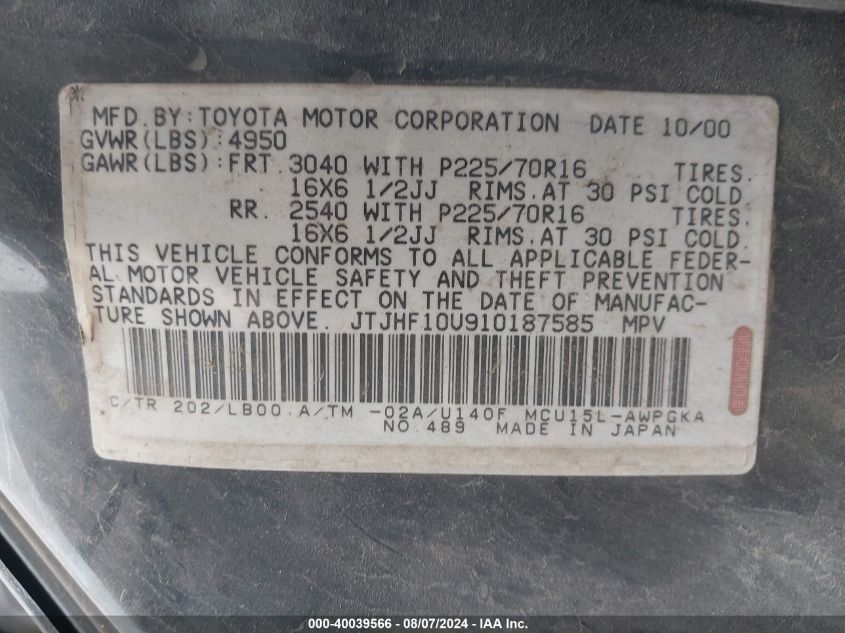 MFD.BY:TOYOTA MOTOR CORPORATION DATE 10/00
GVWR(LBS):4950
GAWR(LBS):FRT.3040 WITH P225/70R16 TIRES.
16X6 1/2JJ RIMS.AT 30 PSI COLD
RR. 2540 WITH P225/70R16 TIRES.
16X6 1/2JJ RIMS.AT 30 PSI COLD.
THIS VEHICLE CONFORMS TO ALL APPLICABLE FEDER-
AL MOTOR VEHICLE SAFETY AND THEFT PREVENTION
STANDARDS IN EFFECT ON THE DATE OF MANUFAC-
TURE SHOWN ABOVE. JTJHF10U910187585 MPV
C/TR 202/LB00 A/TM -02A/U140F MCU15L-AWPGKA
NO.489 MADE IN JAPAN
000-40039566 - 08/07/2024 - Copyright © 2024 IAA, Inc.